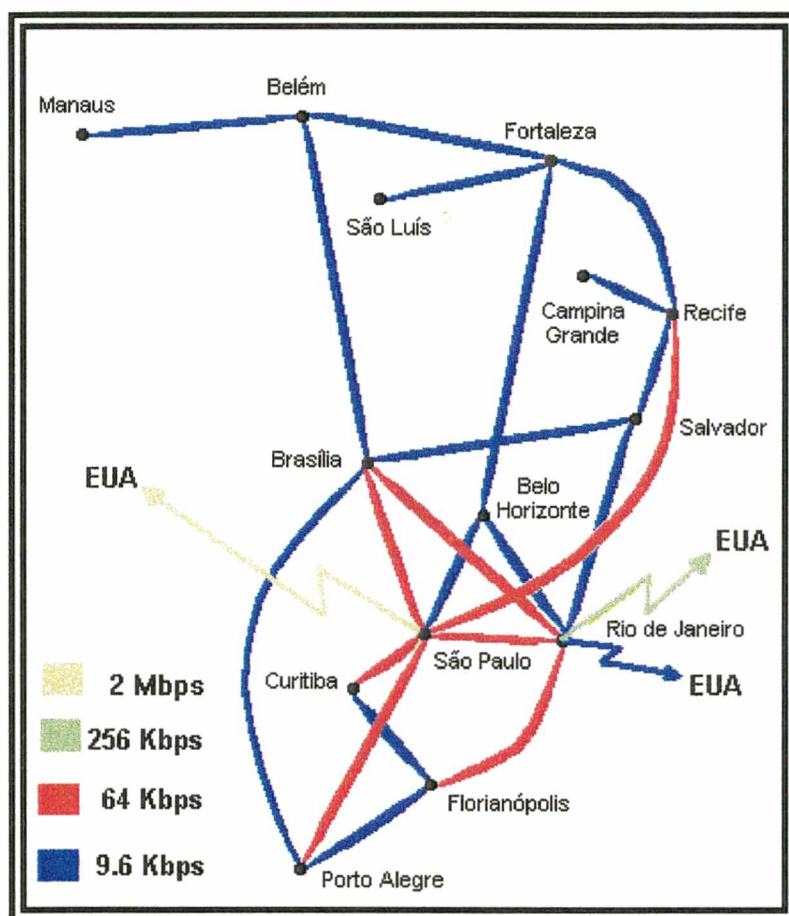 Belém
Manaus
Fortaleza
São Luís
Campina
Grande
Recife
Salvador
Brasília
EUA
Belo
Horizonte
EUA
Rio de Janeiro
São Paulo
EUA
Curitiba
2 Mbps
256 Kbps
64 Kbps
Florianópolis
9.6 Kbps
Porto Alegre